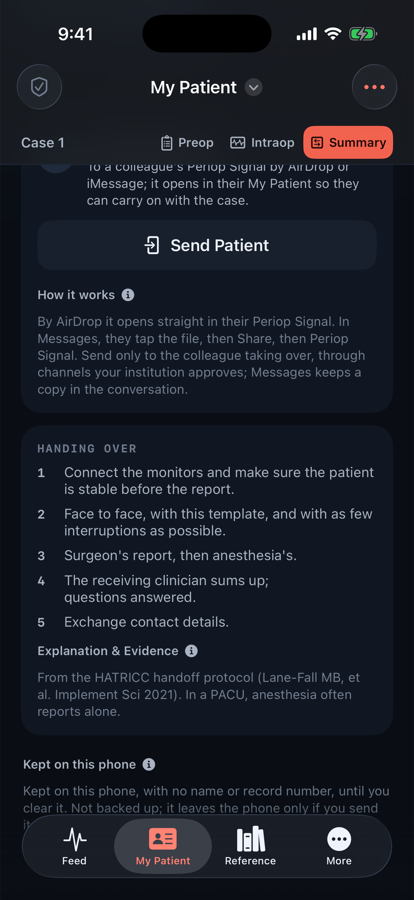 9:41
My Patient
Case 1
Preop
Intraop
Summary
To a colleague's Periop Signal by AirDrop or
iMessage; it opens in their My Patient so they
can carry on with the case.
Send Patient
How it works
By AirDrop it opens straight in their Periop Signal. In
Messages, they tap the file, then Share, then Periop
Signal. Send only to the colleague taking over, through
channels your institution approves; Messages keeps a
copy in the conversation.
HANDING OVER
1 Connect the monitors and make sure the patient
is stable before the report.
2 Face to face, with this template, and with as few
interruptions as possible.
3 Surgeon's report, then anesthesia's.
4 The receiving clinician sums up;
questions answered.
5 Exchange contact details.
Explanation & Evidence
From the HATRICC handoff protocol (Lane-Fall MB, et
al. Implement Sci 2021). In a PACU, anesthesia often
reports alone.
Kept on this phone
Kept on this phone, with no name or record number, until you
clear it. Not backed up; it leaves the phone only if you send
Feed
My Patient
Reference
More